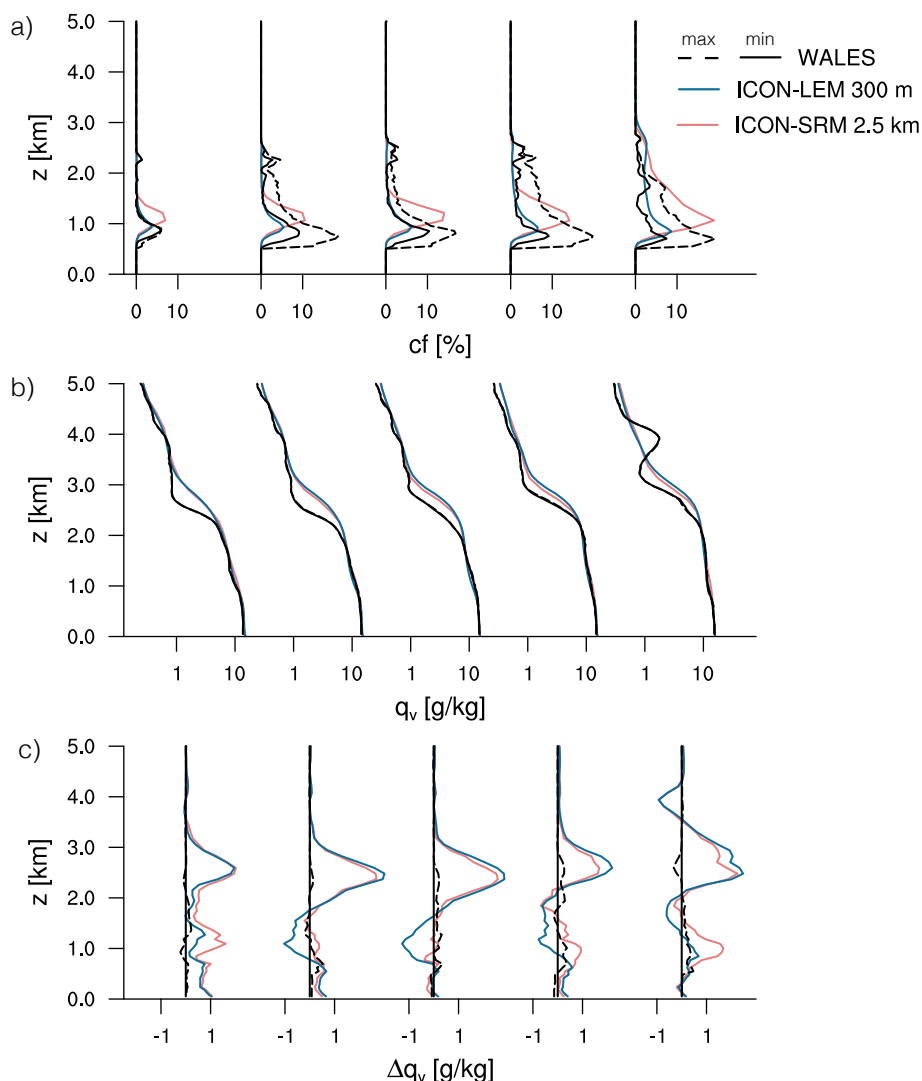 a)
max min
WALES
ICON-LEM 300 m
ICON-SRM 2.5 km
5.0
4.0
3.0
2.0
1.0
0.0
z [km]
0 10 0 10 0 10 0 10 0 10
cf [%]
b)
5.0
4.0
3.0
2.0
1.0
0.0
z [km]
1 10 1 10 1 10 1 10 1 10
qv [g/kg]
c)
5.0
4.0
3.0
2.0
1.0
0.0
z [km]
-1 1 -1 1 -1 1 -1 1 -1 1
Δqv [g/kg]